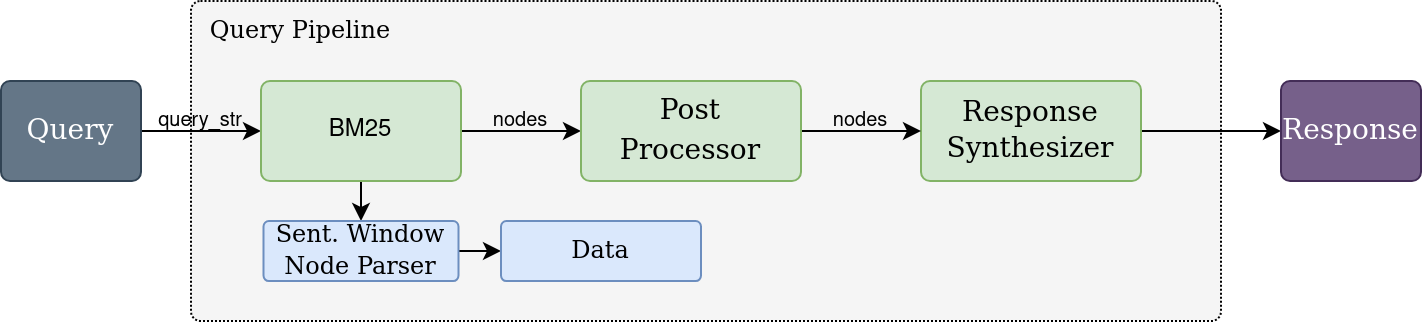 Query Pipeline
Query
query_str
BM25
nodes
Post
Processor
nodes
Response
Synthesizer
Response
Sent. Window
Node Parser
Data